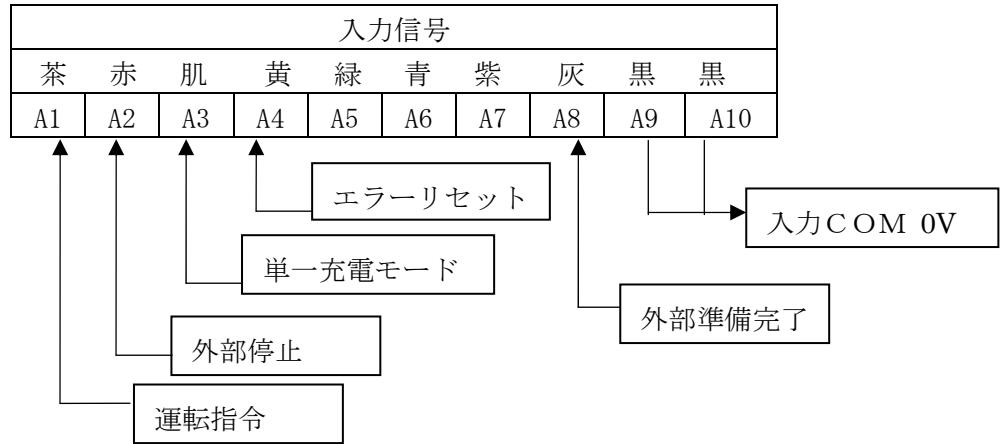 入力信号
茶 赤 肌 黄 緑 青 紫 灰 黒 黒
A1 A2 A3 A4 A5 A6 A7 A8 A9 A10
エラーリセット
入力ＣＯＭ 0V
単一充電モード
外部準備完了
外部停止
運転指令